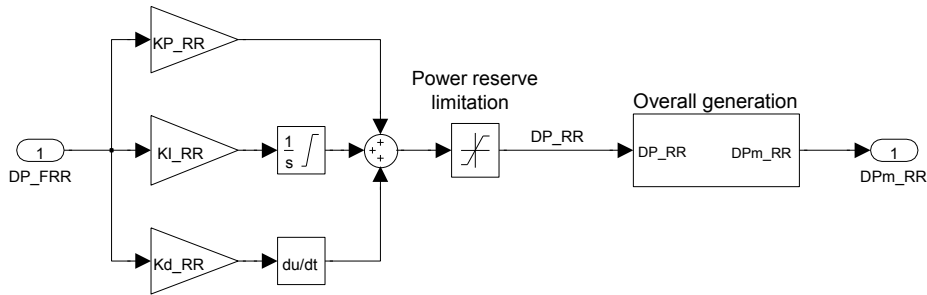 KP_RR
Power reserve
limitation
Overall generation
1
DP_FRR
KI_RR
1
s
+
+
+
DP_RR
DP_RR
DPm_RR
1
DPm_RR
Kd_RR
du/dt